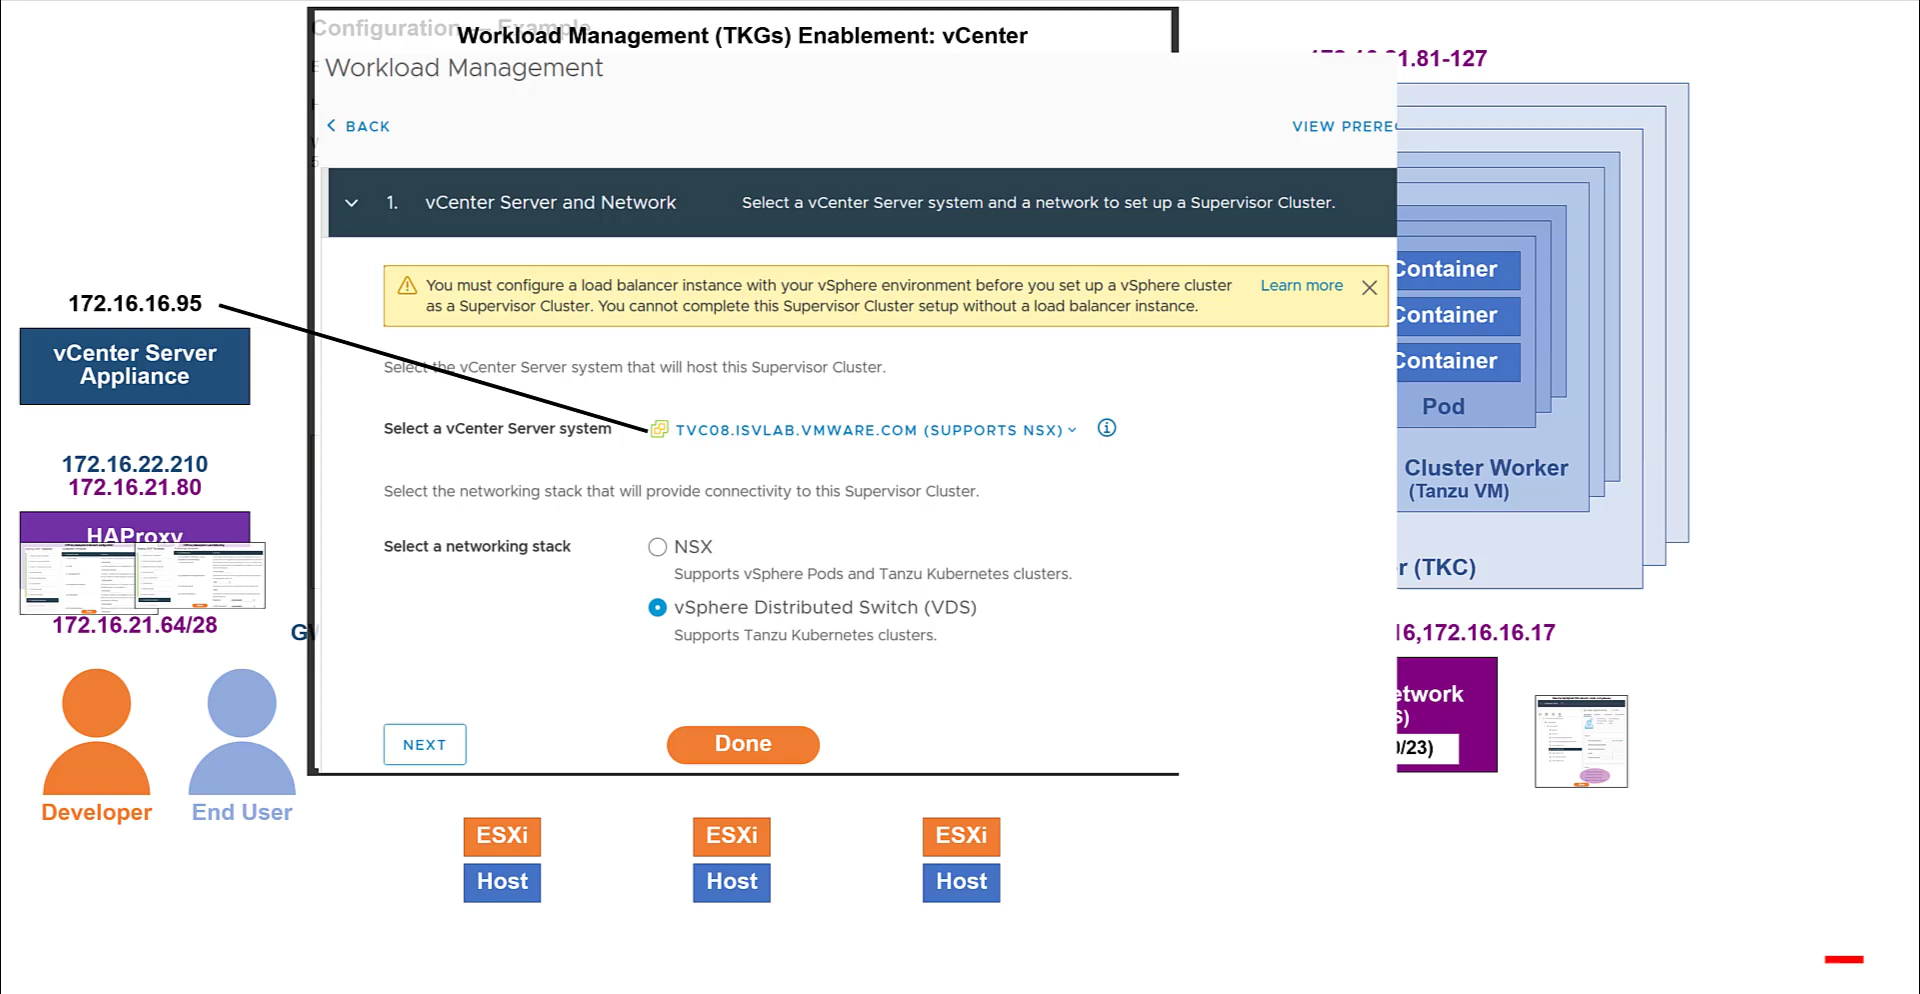 Configuration – Example
Workload Management (TKGs) Enablement: vCenter
Workload Management
BACK
VIEW PREREQ
1. vCenter Server and Network
Select a vCenter Server system and a network to set up a Supervisor Cluster.
You must configure a load balancer instance with your vSphere environment before you set up a vSphere cluster
as a Supervisor Cluster. You cannot complete this Supervisor Cluster setup without a load balancer instance.
Learn more
Select the vCenter Server system that will host this Supervisor Cluster.
Select a vCenter Server system
TVC08.ISVLAB.VMWARE.COM (SUPPORTS NSX)
Select the networking stack that will provide connectivity to this Supervisor Cluster.
Select a networking stack
NSX
Supports vSphere Pods and Tanzu Kubernetes clusters.
vSphere Distributed Switch (VDS)
Supports Tanzu Kubernetes clusters.
NEXT
Done
172.16.16.95
vCenter Server
Appliance
172.16.22.210
172.16.21.80
HAProxy
172.16.21.64/28
Developer
End User
ESXi
Host
ESXi
Host
ESXi
Host
172.16.21.81-127
Container
Container
Container
Pod
Cluster Worker
(Tanzu VM)
r (TKC)
16,172.16.16.17
etwork
S)
0/23)